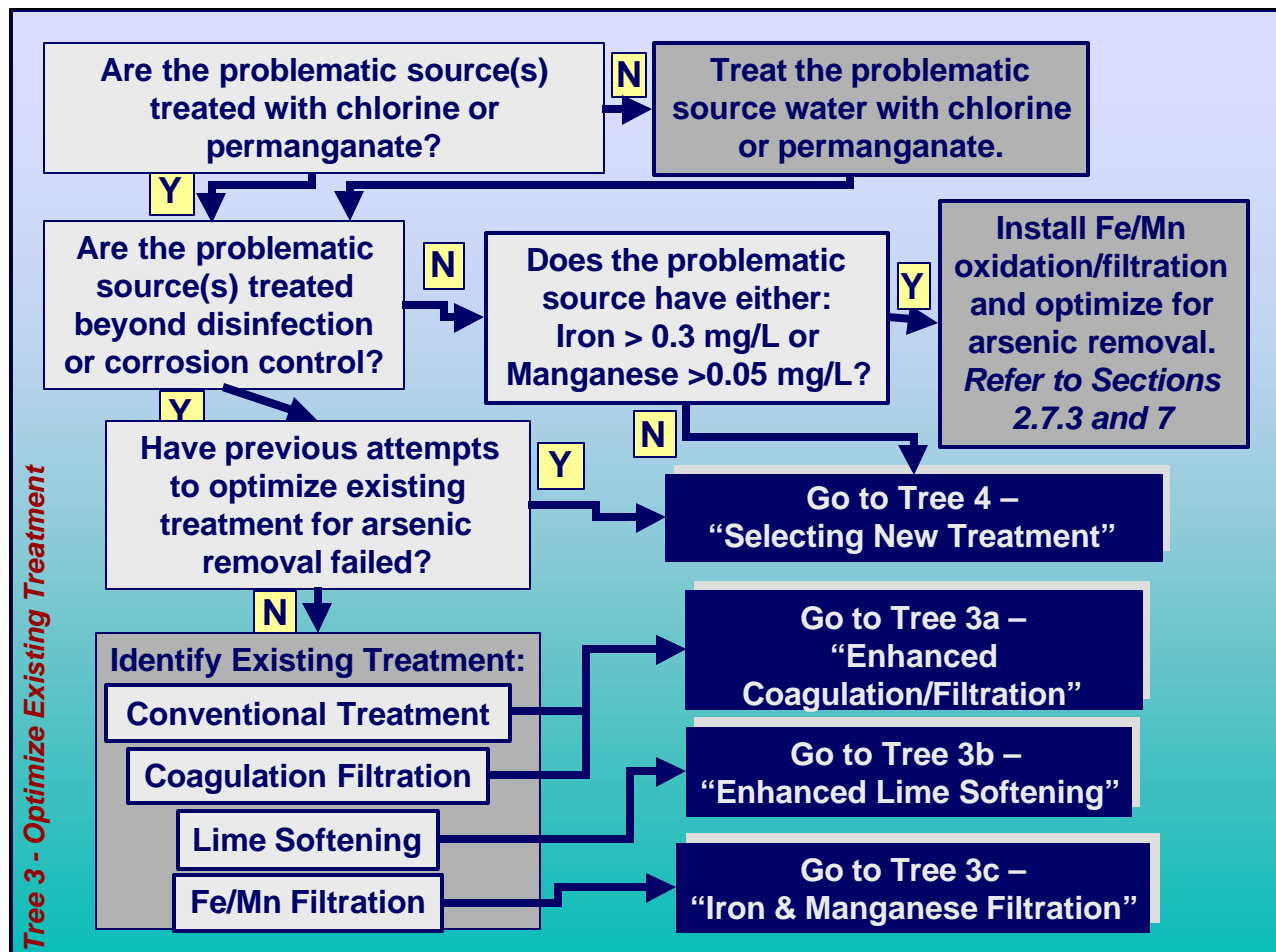 Are the problematic source(s)
treated with chlorine or
permanganate?
N
Treat the problematic
source water with chlorine
or permanganate.
Y
Are the problematic
source(s) treated
beyond disinfection
or corrosion control?
N
Does the problematic
source have either:
Iron > 0.3 mg/L or
Manganese >0.05 mg/L?
Y
Install Fe/Mn
oxidation/filtration
and optimize for
arsenic removal.
Refer to Sections
2.7.3 and 7
Y
N
Have previous attempts
to optimize existing
treatment for arsenic
removal failed?
Y
Go to Tree 4 –
“Selecting New Treatment”
N
Identify Existing Treatment:
Conventional Treatment
Coagulation Filtration
Lime Softening
Fe/Mn Filtration
Go to Tree 3a –
“Enhanced
Coagulation/Filtration”
Go to Tree 3b –
“Enhanced Lime Softening”
Go to Tree 3c –
“Iron & Manganese Filtration”
Tree 3 - Optimize Existing Treatment